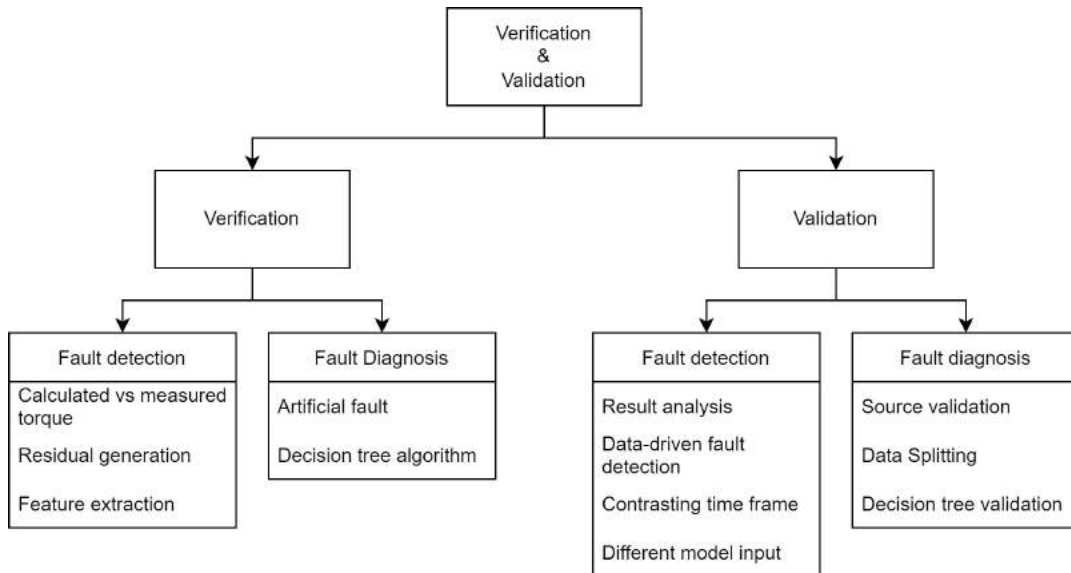 Verification
&
Validation
Verification
Validation
Fault detection
Calculated vs measured
torque
Residual generation
Feature extraction
Fault Diagnosis
Artificial fault
Decision tree algorithm
Fault detection
Result analysis
Data-driven fault
detection
Contrasting time frame
Different model input
Fault diagnosis
Source validation
Data Splitting
Decision tree validation